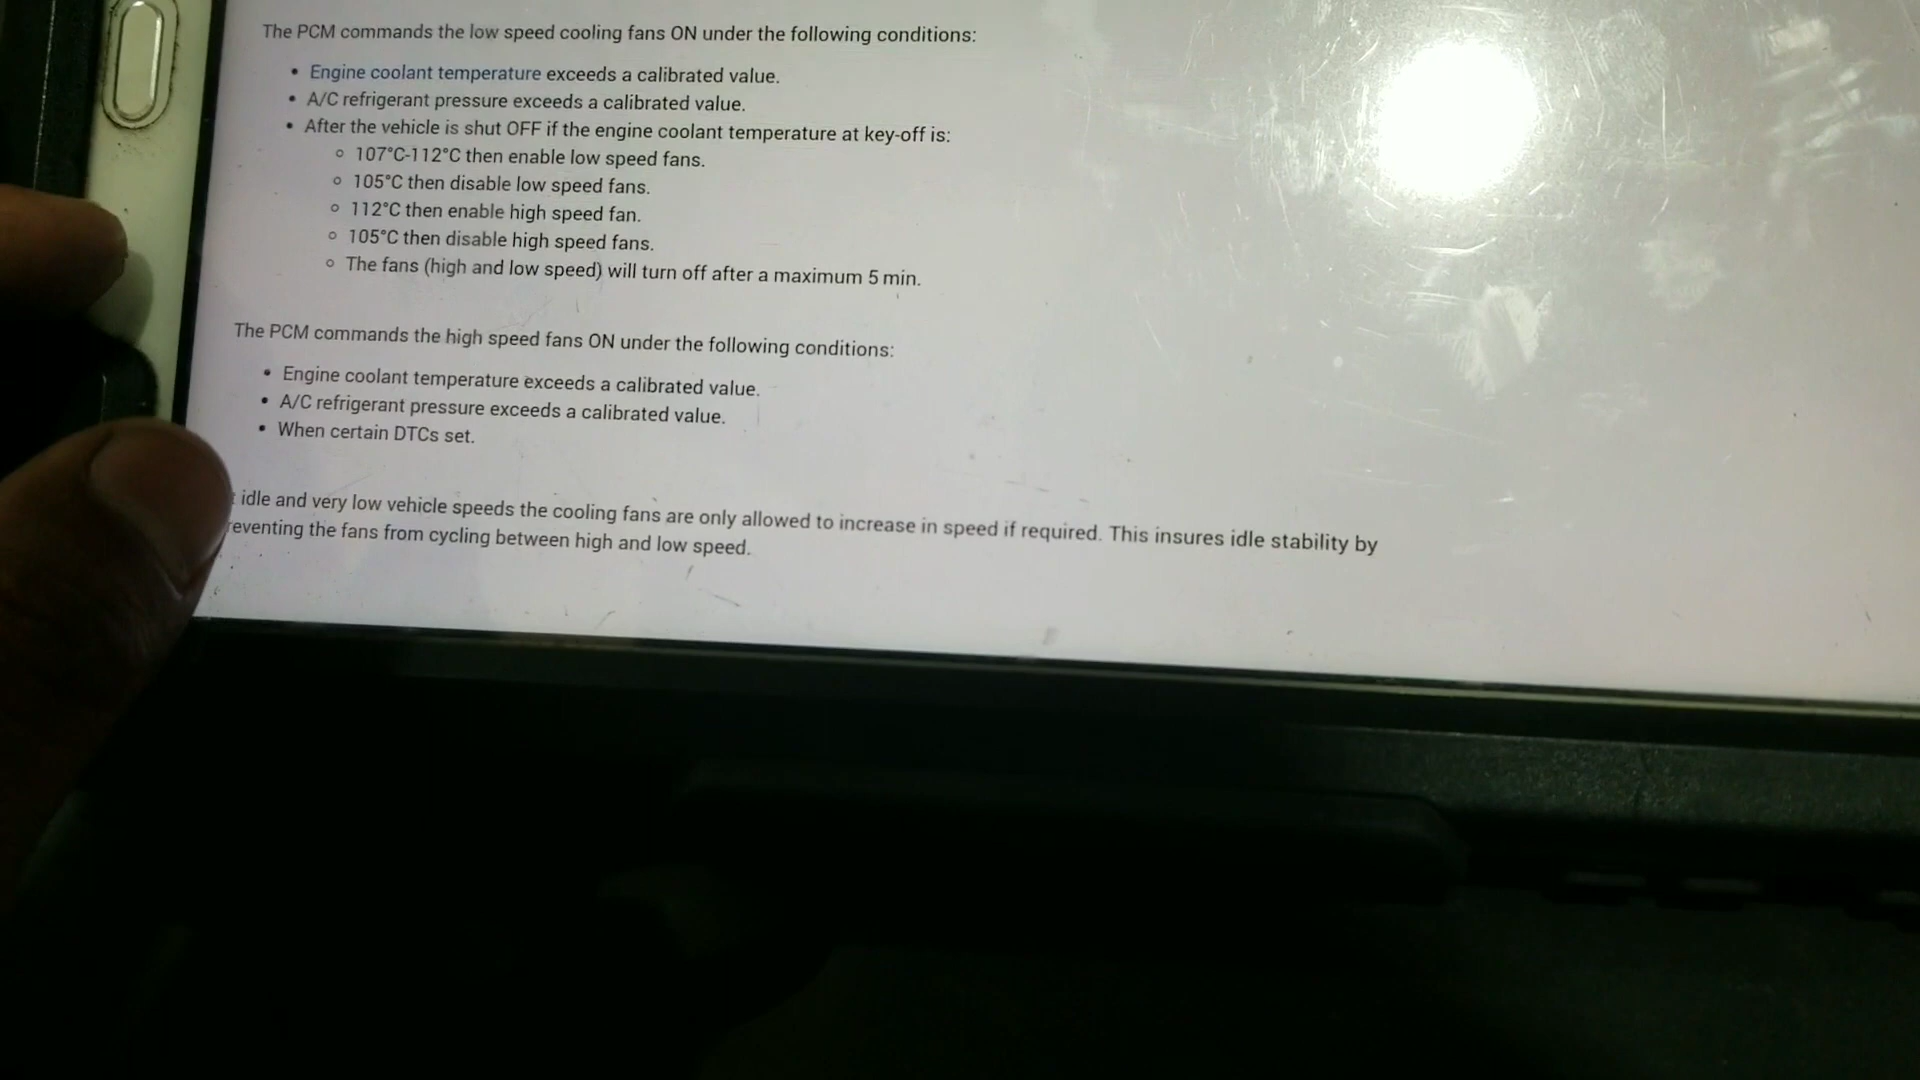 The PCM commands the low speed cooling fans ON under the following conditions:
• Engine coolant temperature exceeds a calibrated value.
• A/C refrigerant pressure exceeds a calibrated value.
• After the vehicle is shut OFF if the engine coolant temperature at key-off is:
○ 107°C-112°C then enable low speed fans.
○ 105°C then disable low speed fans.
○ 112°C then enable high speed fan.
○ 105°C then disable high speed fans.
○ The fans (high and low speed) will turn off after a maximum 5 min.
The PCM commands the high speed fans ON under the following conditions:
• Engine coolant temperature exceeds a calibrated value.
• A/C refrigerant pressure exceeds a calibrated value.
• When certain DTCs set.
t idle and very low vehicle speeds the cooling fans are only allowed to increase in speed if required. This insures idle stability by
reventing the fans from cycling between high and low speed.